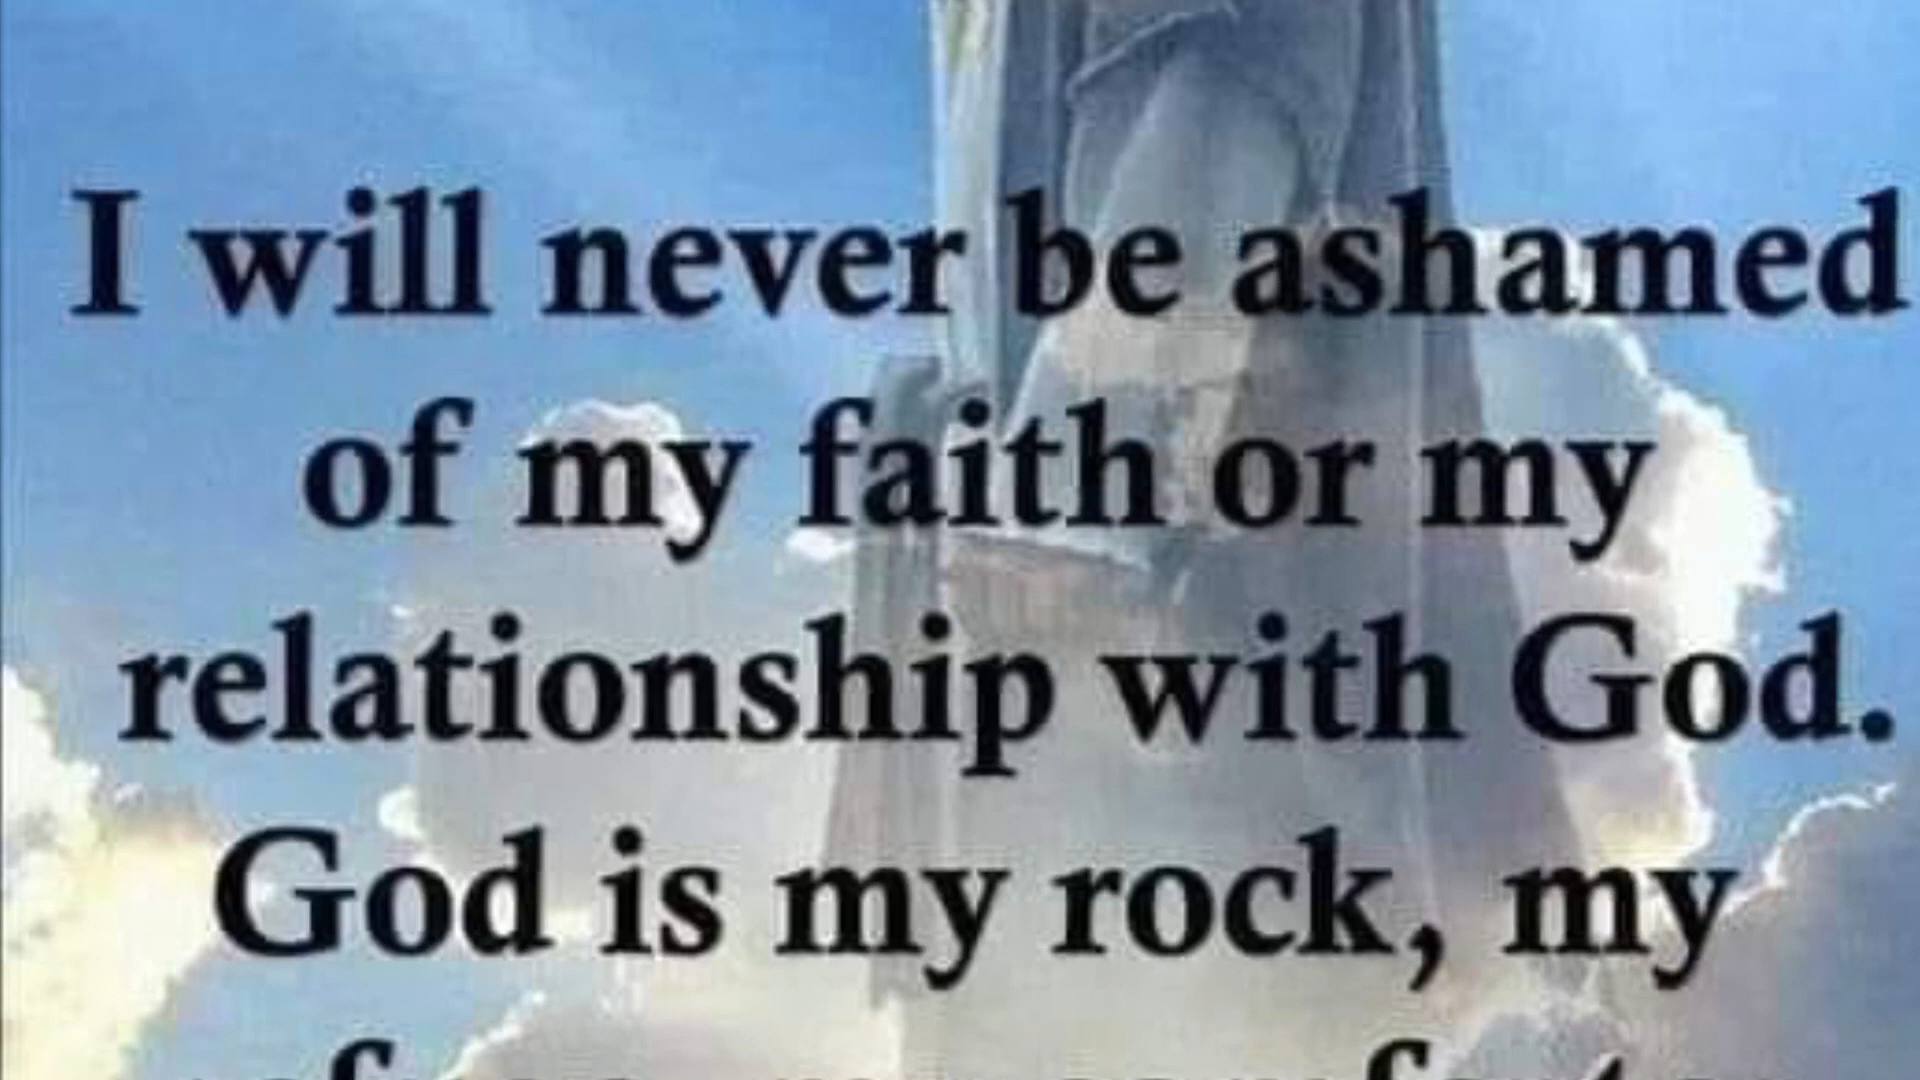 I will never be ashamed
of my faith or my
relationship with God.
God is my rock, my